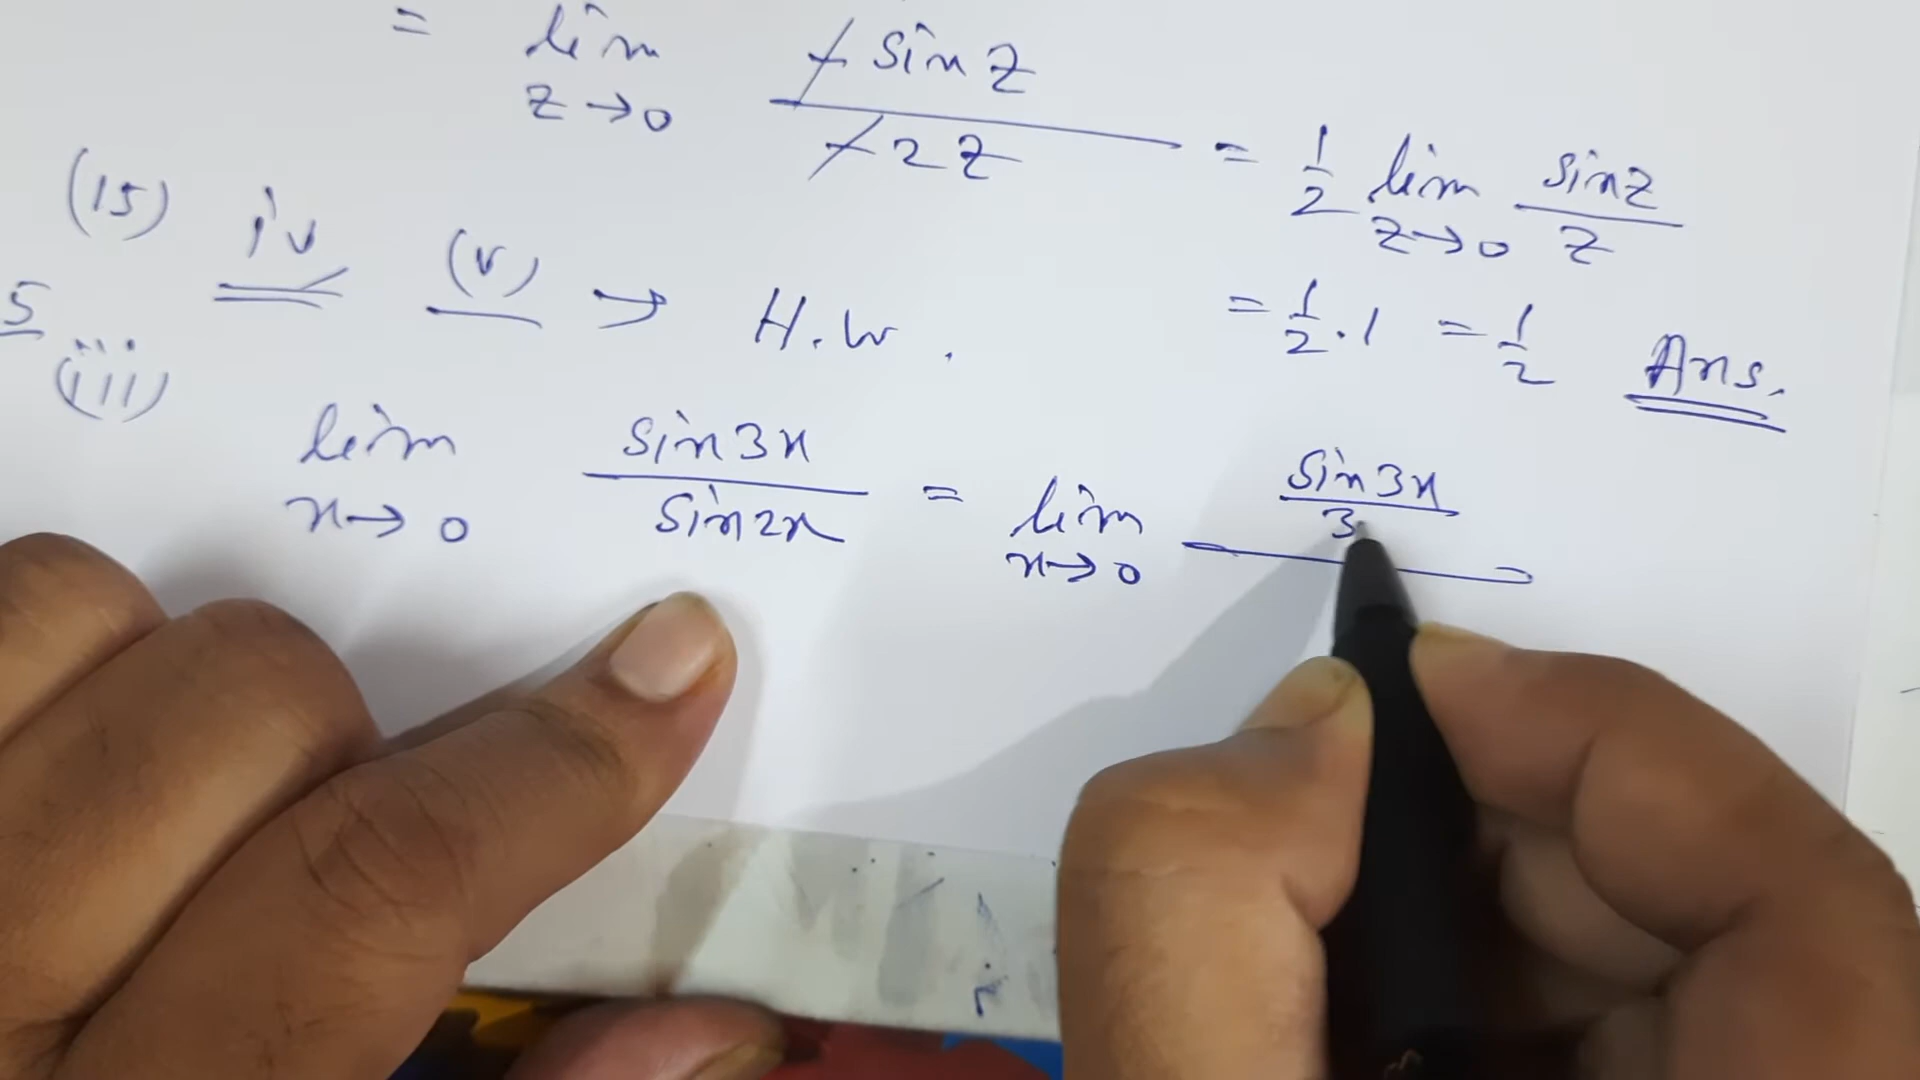 = lim z→0 -sin z / -2z = 1/2 lim z→0 sin z / z
(15) iv (v) → H.W.
= 1/2 . 1 = 1/2 Ans.
5 (iii)
lim x→0 sin 3x / sin 2x = lim x→0 sin 3x / 3